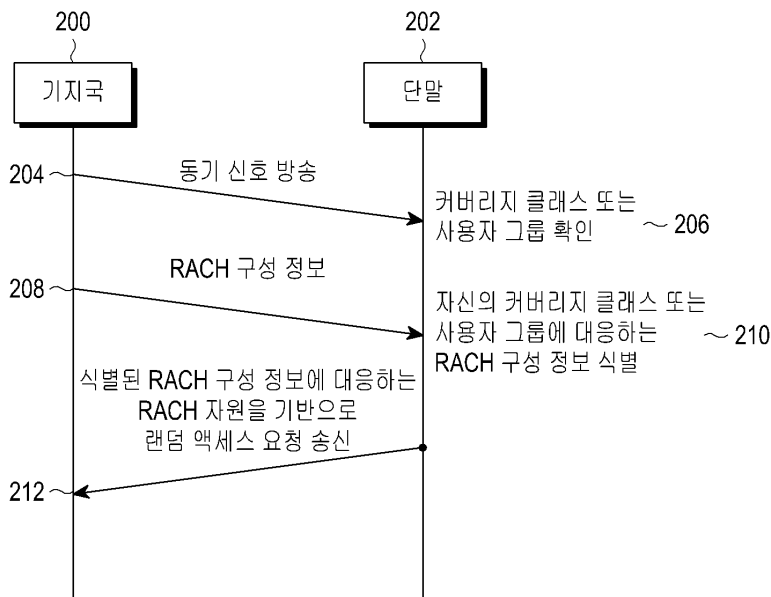 200
202
기지국
단말
204
동기 신호 방송
커버리지 클래스 또는
사용자 그룹 확인
206
RACH 구성 정보
208
자신의 커버리지 클래스 또는
사용자 그룹에 대응하는
RACH 구성 정보 식별
210
식별된 RACH 구성 정보에 대응하는
RACH 자원을 기반으로
랜덤 액세스 요청 송신
212